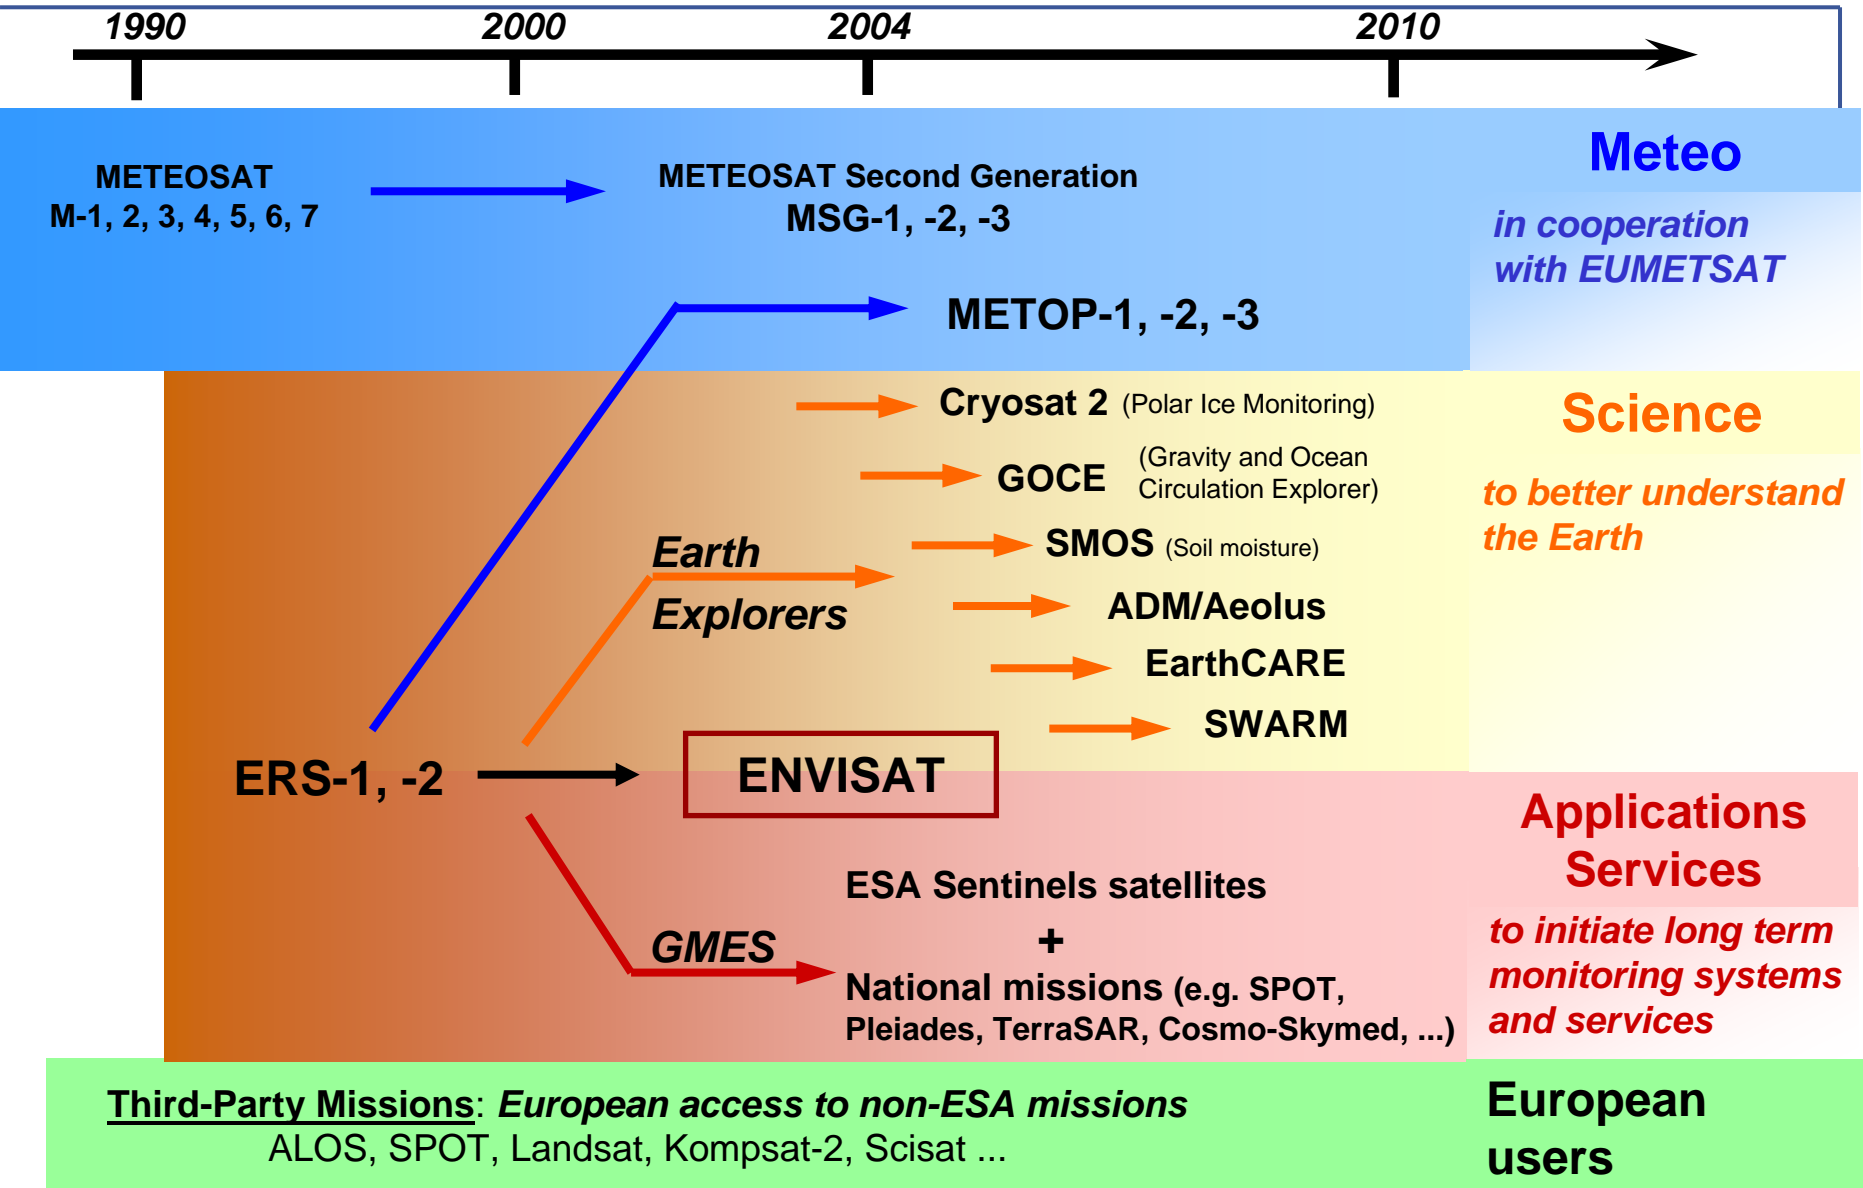 1990 2000 2004 2010
METEOSAT
M-1, 2, 3, 4, 5, 6, 7
METEOSAT Second Generation
MSG-1, -2, -3
METOP-1, -2, -3
Meteo
in cooperation
with EUMETSAT
Cryosat 2 (Polar Ice Monitoring)
GOCE
(Gravity and Ocean
Circulation Explorer)
SMOS (Soil moisture)
ADM/Aeolus
EarthCARE
SWARM
Earth
Explorers
Science
to better understand
the Earth
ERS-1, -2
ENVISAT
GMES
ESA Sentinels satellites
+
National missions (e.g. SPOT,
Pleiades, TerraSAR, Cosmo-Skymed, ...)
Applications
Services
to initiate long term
monitoring systems
and services
Third-Party Missions: European access to non-ESA missions
ALOS, SPOT, Landsat, Kompsat-2, Scisat ...
European
users